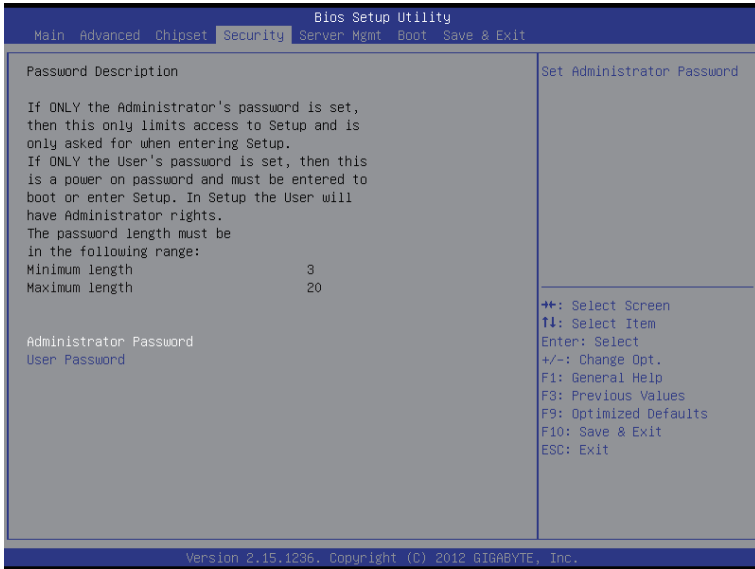 Bios Setup Utility
Main Advanced Chipset Security Server Mgmt Boot Save & Exit
Password Description
If ONLY the Administrator's password is set,
then this only limits access to Setup and is
only asked for when entering Setup.
If ONLY the User's password is set, then this
is a power on password and must be entered to
boot or enter Setup. In Setup the User will
have Administrator rights.
The password length must be
in the following range:
Minimum length 3
Maximum length 20
Administrator Password
User Password
Set Administrator Password
→←: Select Screen
↑↓: Select Item
Enter: Select
+/-: Change Opt.
F1: General Help
F3: Previous Values
F9: Optimized Defaults
F10: Save & Exit
ESC: Exit
Version 2.15.1236. Copyright (C) 2012 GIGABYTE, Inc.